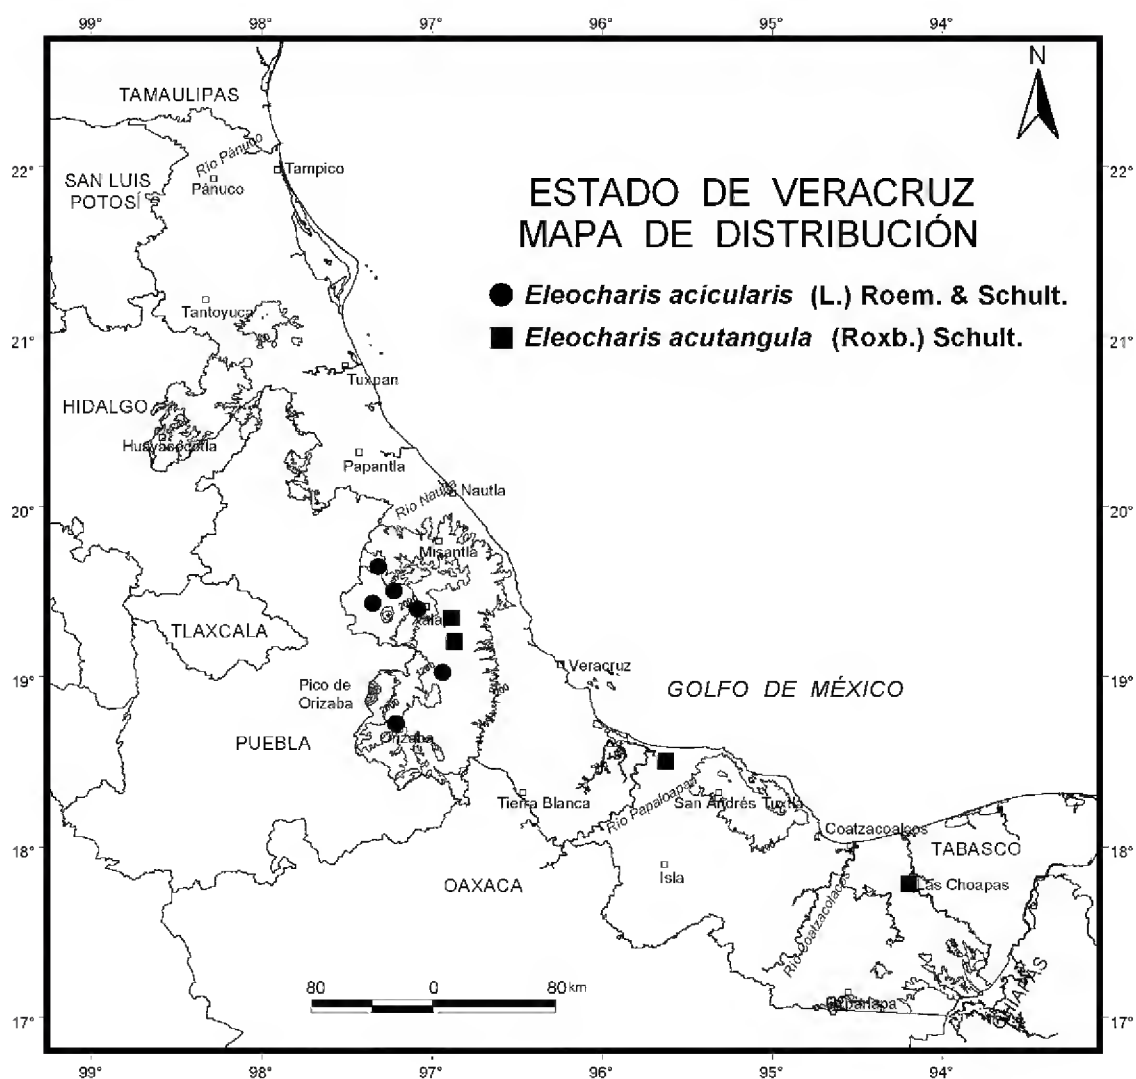 99° 98° 97° 96° 95° 94°
N
TAMAULIPAS
Río Pánuco
22° Tampico 22°
SAN LUIS
POTOSÍ
Pánuco
ESTADO DE VERACRUZ
MAPA DE DISTRIBUCIÓN
Eleocharis acicularis (L.) Roem. & Schult.
Tantoyuca
Eleocharis acutangula (Roxb.) Schult.
21° 21°
Tuxpan
HIDALGO
Huayacocotla
Papantla
Río Nautla
Nautla
20° 20°
Misantla
TLAXCALA
Veracruz
19° 19°
Pico de
Orizaba
GOLFO DE MÉXICO
Orizaba
PUEBLA
Tierra Blanca
San Andrés Tuxtla
Río Papaloapan
Coatzacoalcos
18° 18°
TABASCO
Isla
OAXACA
Las Choapas
Río Coatzacoalcos
CHIAPAS
80 0 80 km
17° 17°
99° 98° 97° 96° 95° 94°